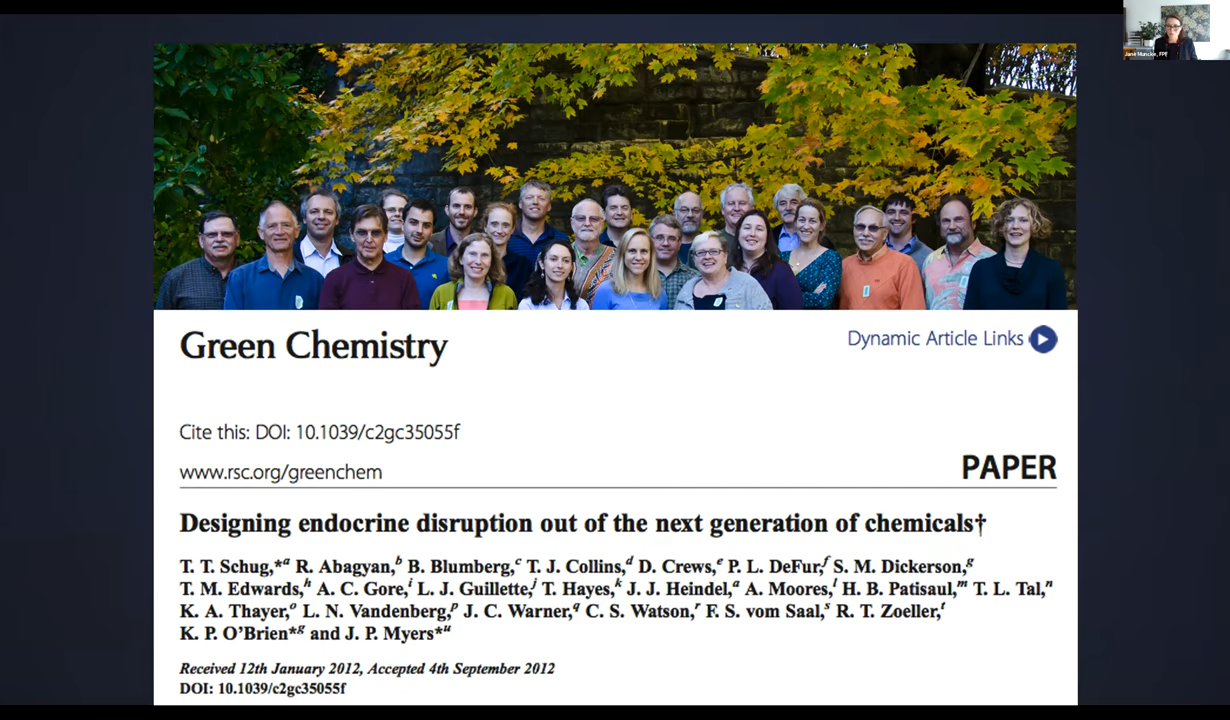 Jane Muncke, FPF
Green Chemistry
Dynamic Article Links
Cite this: DOI: 10.1039/c2gc35055f
www.rsc.org/greenchem
PAPER
Designing endocrine disruption out of the next generation of chemicals†
T. T. Schug,*ᵃ R. Abagyan,ᵇ B. Blumberg,ᶜ T. J. Collins,ᵈ D. Crews,ᵉ P. L. DeFur,ᶠ S. M. Dickerson,ᵍ
T. M. Edwards,ʰ A. C. Gore,ⁱ L. J. Guillette,ʲ T. Hayes,ᵏ J. J. Heindel,ᵃ A. Moores,ˡ H. B. Patisaul,ᵐ T. L. Tal,ⁿ
K. A. Thayer,ᵒ L. N. Vandenberg,ᵖ J. C. Warner,q C. S. Watson,ʳ F. S. vom Saal,ˢ R. T. Zoeller,ᵗ
K. P. O'Brien*ᵍ and J. P. Myers*ᵘ
Received 12th January 2012, Accepted 4th September 2012
DOI: 10.1039/c2gc35055f